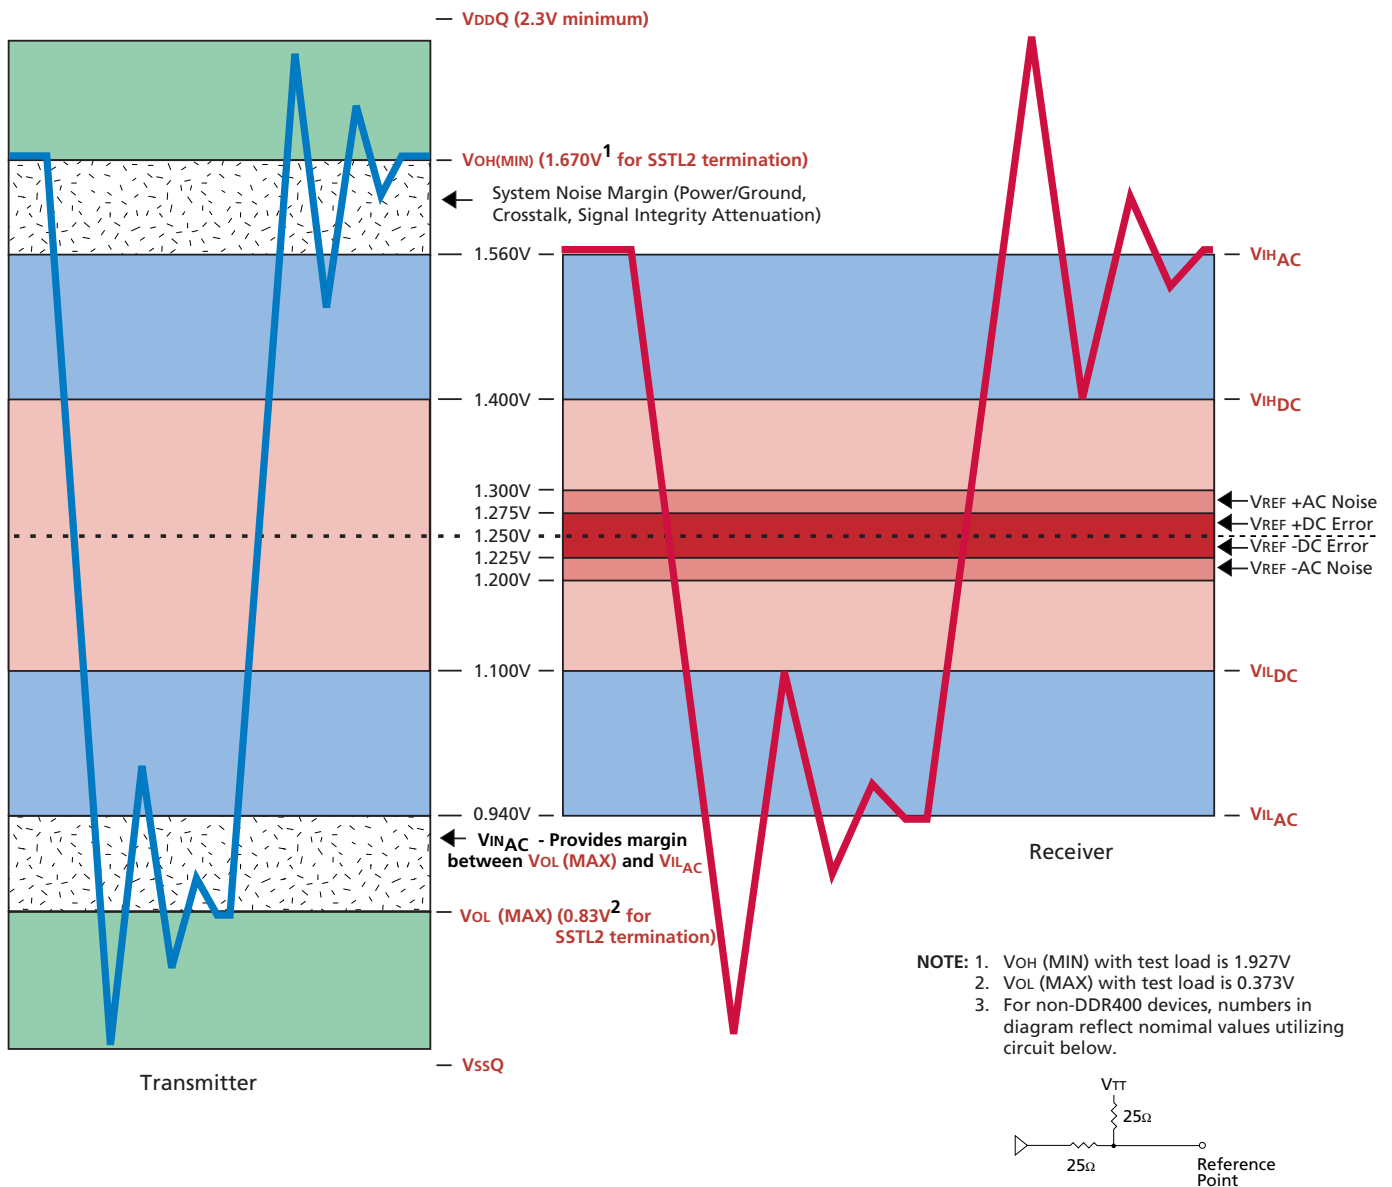 VDDQ (2.3V minimum)
VOH(MIN) (1.670V1 for SSTL2 termination)
System Noise Margin (Power/Ground,
Crosstalk, Signal Integrity Attenuation)
1.560V
VIHAC
1.400V
VIHDC
1.300V
1.275V
1.250V
1.225V
1.200V
VREF +AC Noise
VREF +DC Error
VREF -DC Error
VREF -AC Noise
1.100V
VILDC
0.940V
VILAC
VINAC - Provides margin
between VOL (MAX) and VILAC
Receiver
VOL (MAX) (0.83V2 for
SSTL2 termination)
NOTE: 1. VOH (MIN) with test load is 1.927V
2. VOL (MAX) with test load is 0.373V
3. For non-DDR400 devices, numbers in
diagram reflect nomimal values utilizing
circuit below.
VSSQ
Transmitter
VTT
25Ω
25Ω
Reference
Point